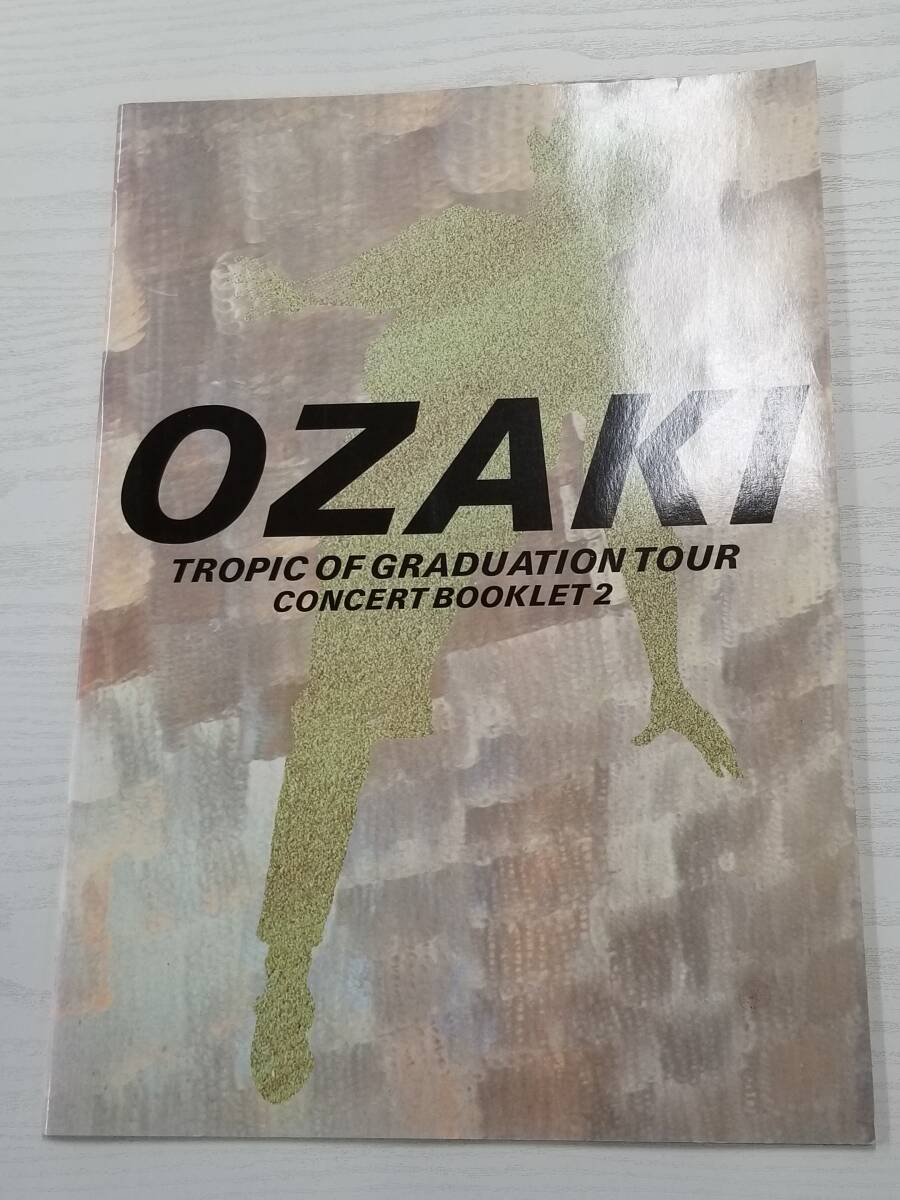 OZAKI
TROPIC OF GRADUATION TOUR
CONCERT BOOKLET 2